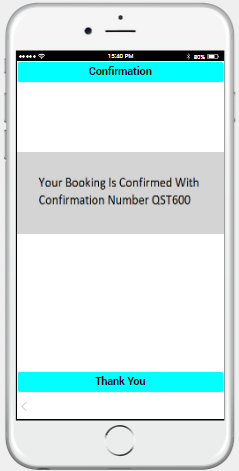 15:40 PM 80%
Confirmation
Your Booking Is Confirmed With
Confirmation Number QST600
Thank You